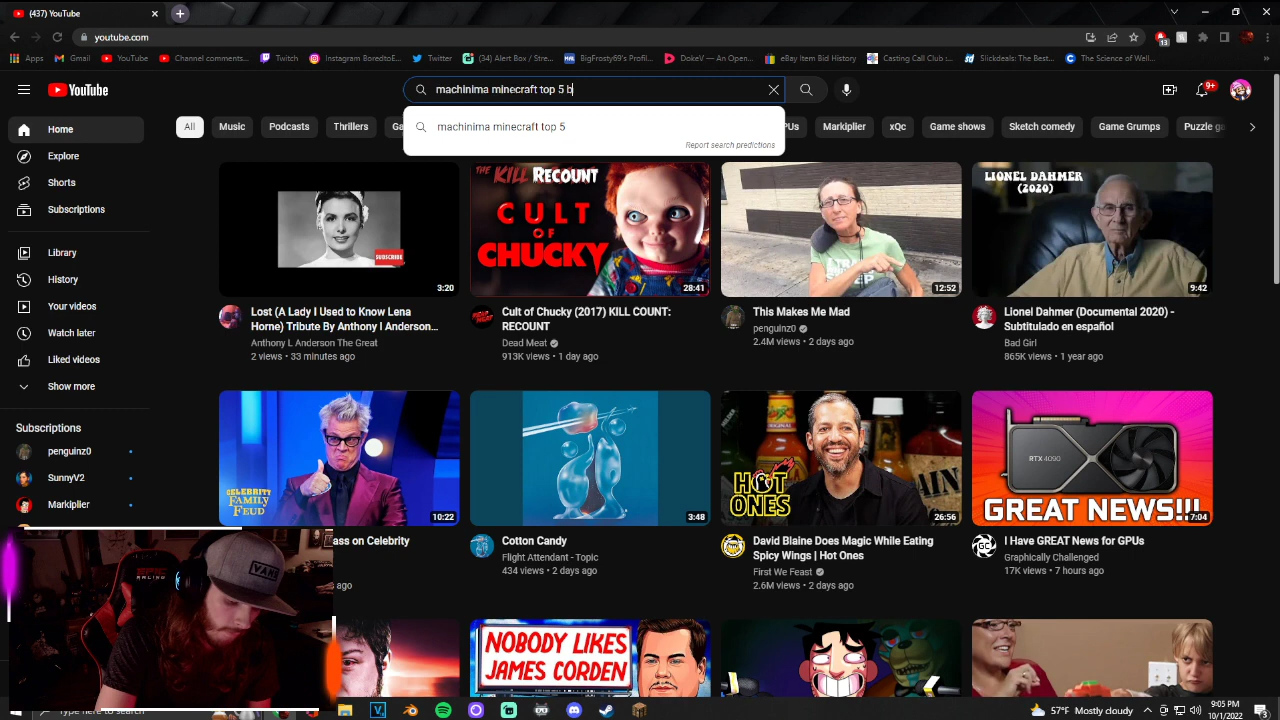 (437) YouTube
youtube.com
Apps
Gmail
YouTube
Channel comments...
Twitch
Instagram BoredtoE...
Twitter
(34) Alert Box / Stre...
BigFrosty69's Profil...
DokeV — An Open...
eBay Item Bid History
Casting Call Club :...
Slickdeals: The Best...
The Science of Well...
13
YouTube
machinima minecraft top 5 b
9+
machinima minecraft top 5
Report search predictions
All
Music
Podcasts
Thrillers
Markiplier
xQc
Game shows
Sketch comedy
Game Grumps
Home
Explore
Shorts
Subscriptions
Library
History
Your videos
Watch later
Liked videos
Show more
Subscriptions
penguinz0
SunnyV2
Markiplier
SUBSCRIBE
3:20
Lost (A Lady I Used to Know Lena
Horne) Tribute By Anthony I Anderson...
Anthony L Anderson The Great
2 views • 33 minutes ago
THE KILL RECOUNT
CULT
OF
CHUCKY
28:41
Cult of Chucky (2017) KILL COUNT:
RECOUNT
Dead Meat
913K views • 1 day ago
12:52
This Makes Me Mad
penguinz0
2.4M views • 2 days ago
LIONEL DAHMER
(2020)
9:42
Lionel Dahmer (Documental 2020) -
Subtitulado en español
Bad Girl
865K views • 1 year ago
CELEBRITY
FAMILY
FEUD
10:22
ass on Celebrity
ago
3:48
Cotton Candy
Flight Attendant - Topic
434 views • 2 days ago
HOT
ONES
26:56
David Blaine Does Magic While Eating
Spicy Wings | Hot Ones
First We Feast
2.6M views • 2 days ago
RTX 4090
GREAT NEWS!!!
7:04
I Have GREAT News for GPUs
Graphically Challenged
17K views • 7 hours ago
EPIC
RACING
VANS
NOBODY LIKES
JAMES CORDEN
Type here to search
57°F Mostly cloudy
9:05 PM
10/1/2022